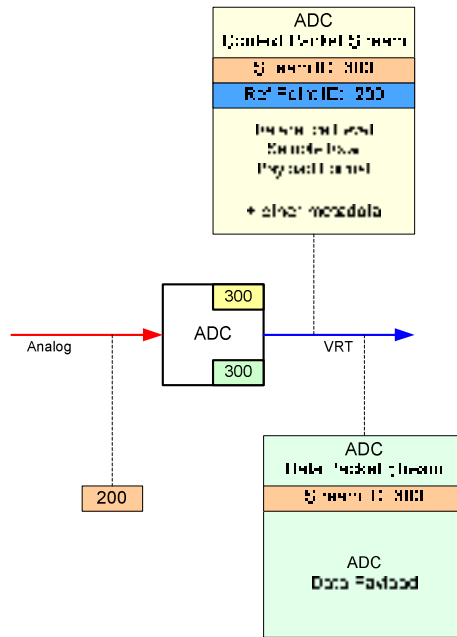 ADC
Context Packet Stream
Stream ID: 300
Ref Point ID: 200
Reference Level
Sample Rate
Payload Format
+ other metadata
300
ADC
300
Analog
VRT
200
ADC
Data Packet Stream
Stream ID: 300
ADC
Data Payload